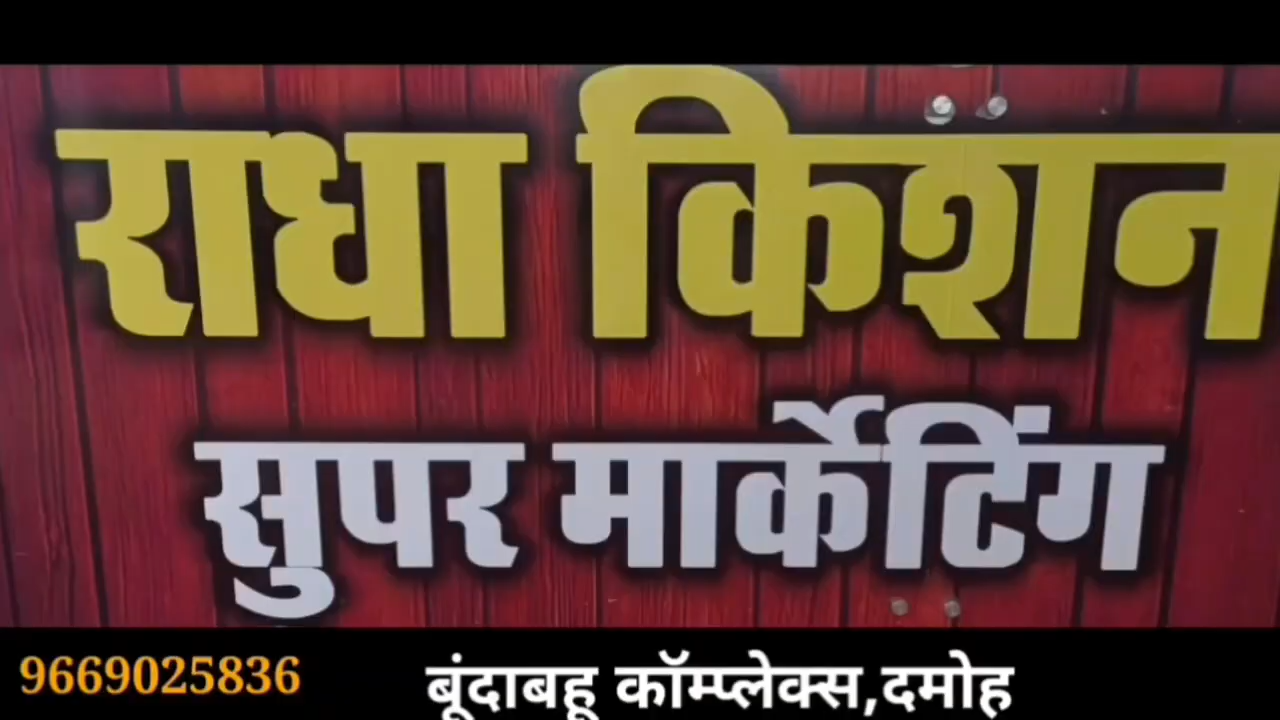 राधा किशन
सुपर मार्केटिंग
9669025836 बूंदाबहू कॉम्प्लेक्स,दमोह